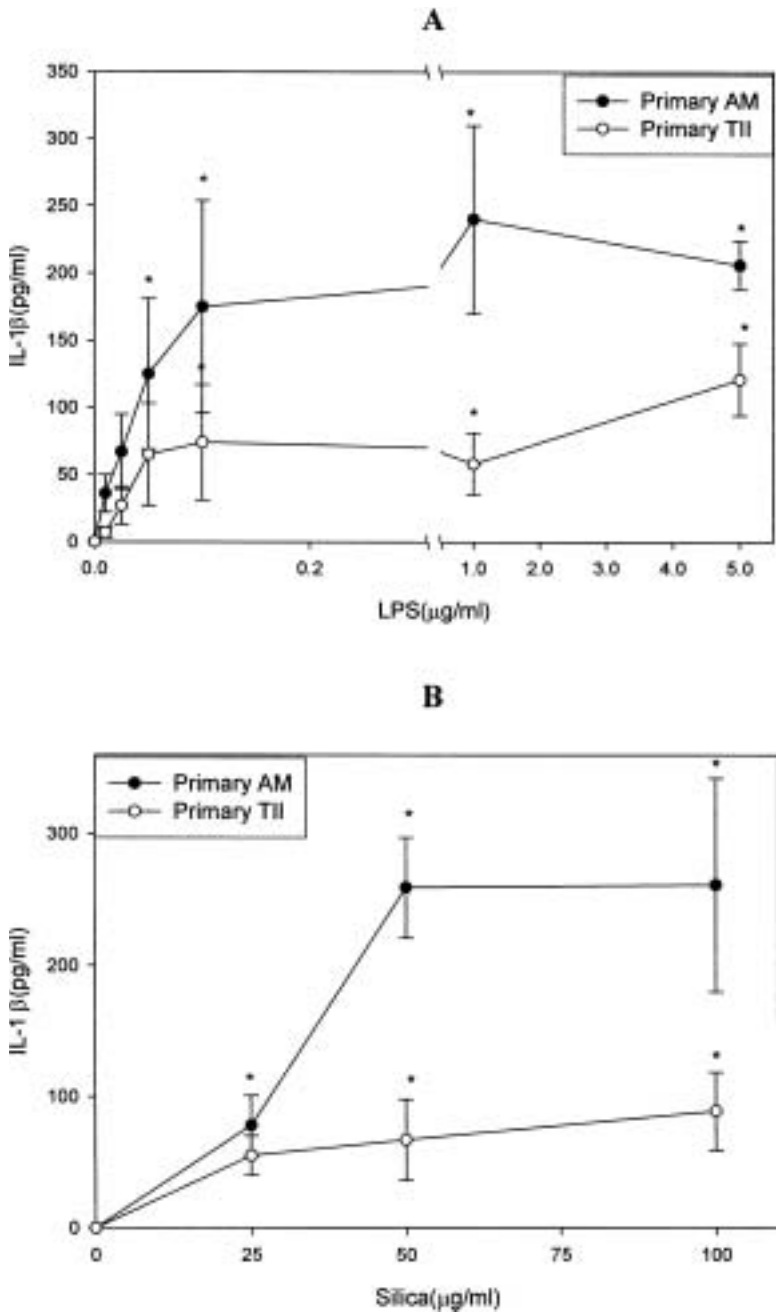 A
350
300
250
200
150
100
50
0
IL-1β(pg/ml)
Primary AM
Primary TII
* * * * * * *
0.0 0.2 1.0 2.0 3.0 4.0 5.0
LPS(μg/ml)
B
300
200
100
0
IL-1 β(pg/ml)
Primary AM
Primary TII
* * * * *
0 25 50 75 100
Silica(μg/ml)